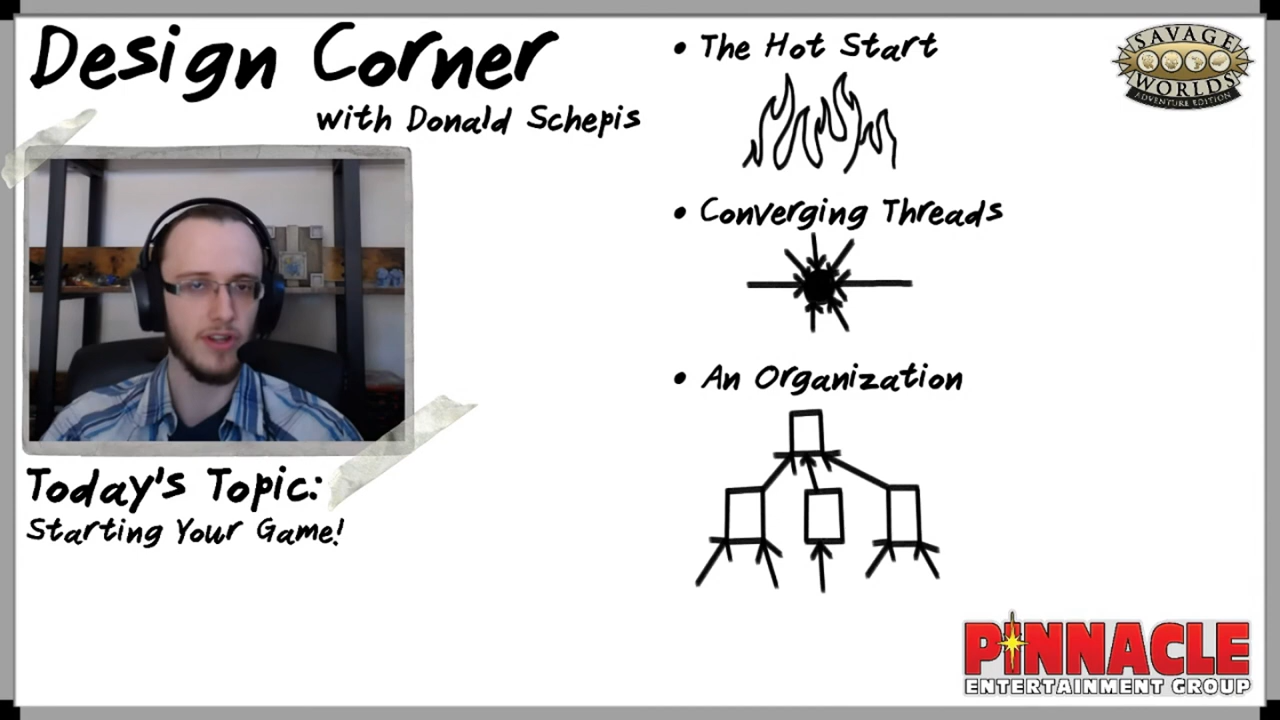 Design Corner
with Donald Schepis
Today's Topic:
Starting Your Game!
• The Hot Start
• Converging Threads
• An Organization
SAVAGE
WORLDS
ADVENTURE EDITION
PINNACLE
ENTERTAINMENT GROUP